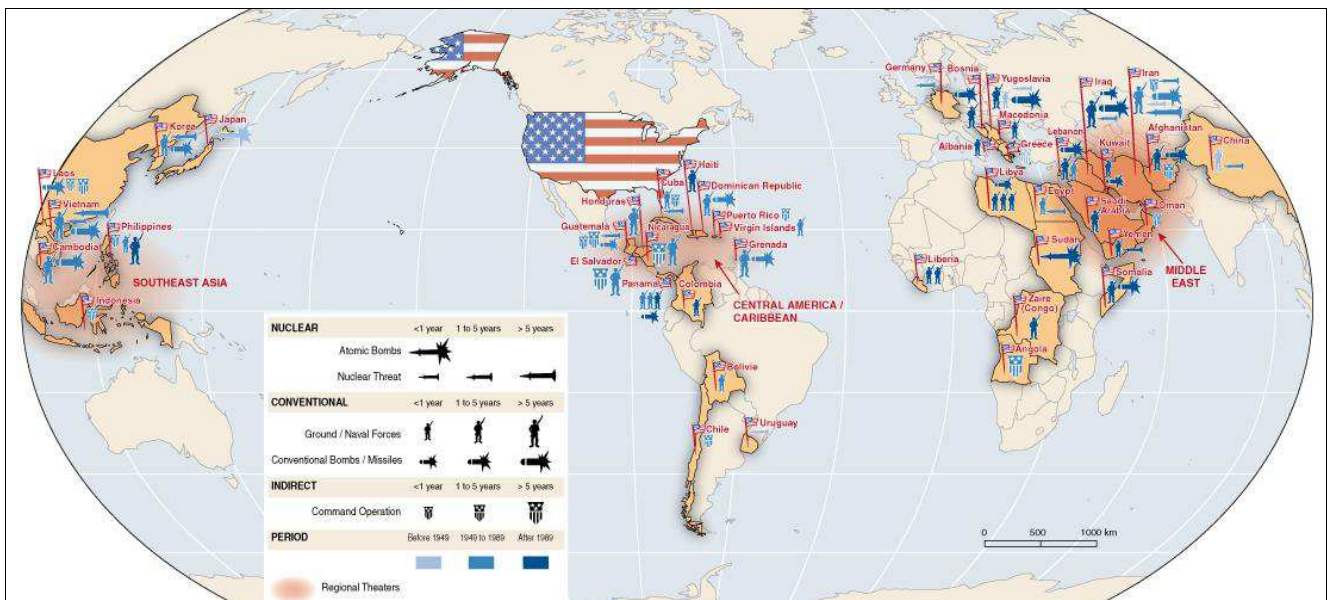 Germany
Bosnia
Yugoslavia
Iraq
Iran
Macedonia
Lebanon
Afghanistan
Albania
Greece
Kuwait
China
Korea
Japan
Laos
Vietnam
Philippines
Cambodia
SOUTHEAST ASIA
Indonesia
Haiti
Cuba
Dominican Republic
Honduras
Puerto Rico
Guatemala
Nicaragua
Virgin Islands
El Salvador
Grenada
Panama
Colombia
CENTRAL AMERICA /
CARIBBEAN
Bolivie
Chile
Uruguay
Libya
Egypt
Saudi
Arabia
Oman
Sudan
Yemen
Liberia
Somalia
MIDDLE
EAST
Zaire
(Congo)
Angola
NUCLEAR <1 year 1 to 5 years > 5 years
Atomic Bombs
Nuclear Threat
CONVENTIONAL <1 year 1 to 5 years > 5 years
Ground / Naval Forces
Conventional Bombs / Missiles
INDIRECT <1 year 1 to 5 years > 5 years
Command Operation
PERIOD Before 1949 1949 to 1989 After 1989
Regional Theaters
0 500 1000 km